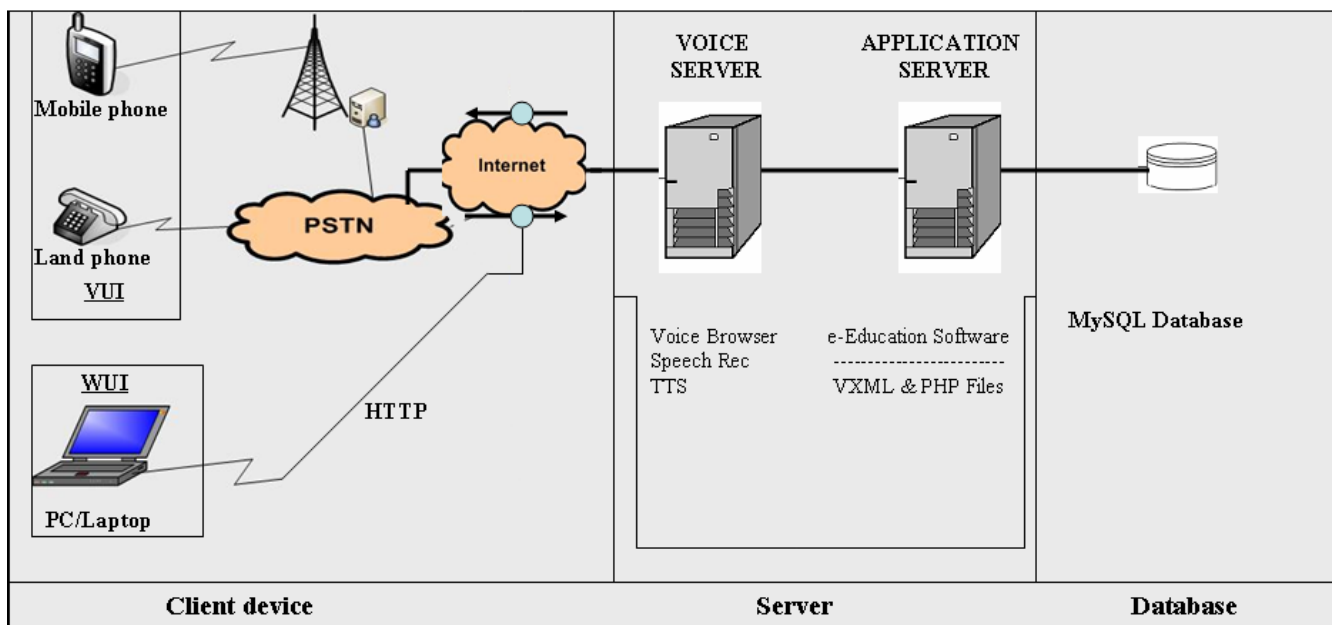 Mobile phone
Land phone
VUI
WUI
PC/Laptop
HTTP
PSTN
Internet
VOICE
SERVER
APPLICATION
SERVER
Voice Browser
Speech Rec
TTS
e-Education Software
-----------------------
VXML & PHP Files
MySQL Database
Client device
Server
Database